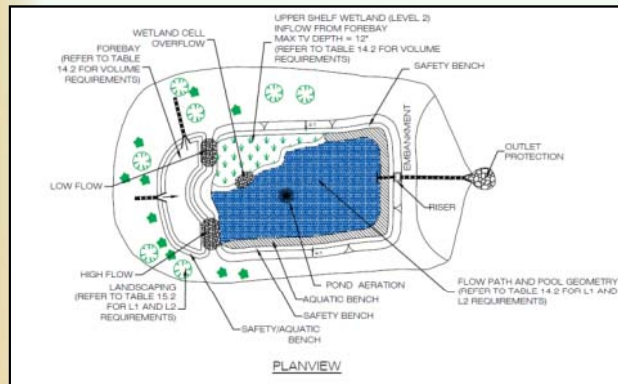 UPPER SHELF WETLAND (LEVEL 2)
INFLOW FROM FOREBAY
MAX TV DEPTH = 12"
(REFER TO TABLE 14.2 FOR VOLUME
REQUIREMENTS)
WETLAND CELL
OVERFLOW
FOREBAY
(REFER TO TABLE
14.2 FOR VOLUME
REQUIREMENTS)
SAFETY BENCH
EMBANKMENT
OUTLET
PROTECTION
LOW FLOW
RISER
HIGH FLOW
LANDSCAPING
(REFER TO TABLE 15.2
FOR L1 AND L2
REQUIREMENTS)
SAFETY/AQUATIC
BENCH
POND AERATION
AQUATIC BENCH
SAFETY BENCH
FLOW PATH AND POOL GEOMETRY
(REFER TO TABLE 14.2 FOR L1 AND
L2 REQUIREMENTS)
PLANVIEW